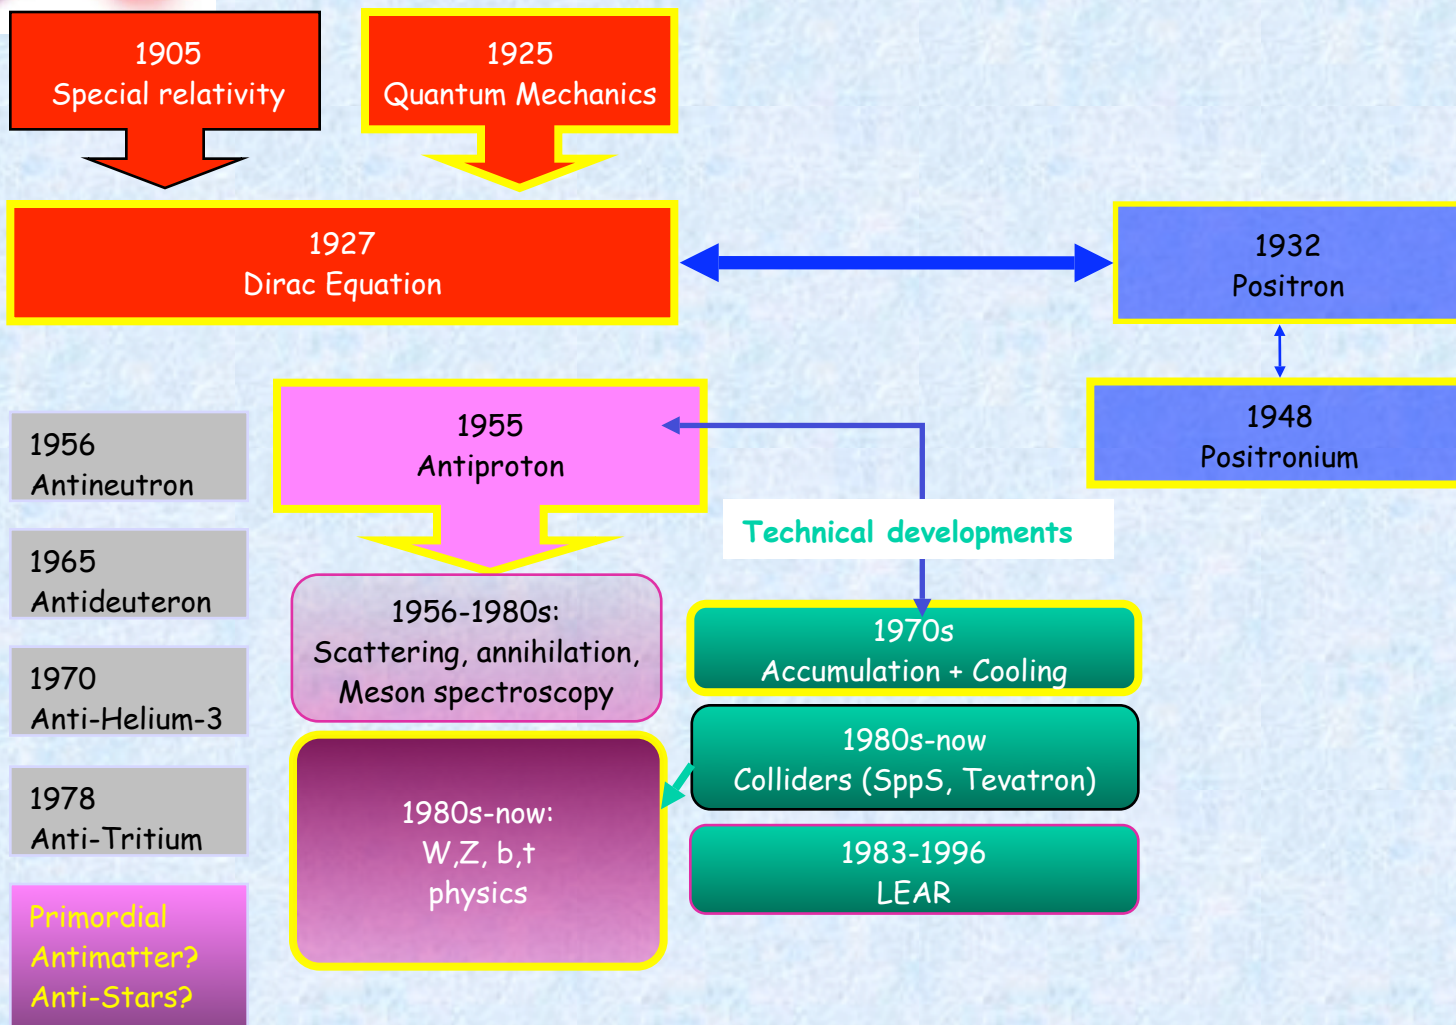 1905
Special relativity
1925
Quantum Mechanics
1927
Dirac Equation
1932
Positron
1948
Positronium
1955
Antiproton
1956
Antineutron
1965
Antideuteron
1970
Anti-Helium-3
1978
Anti-Tritium
Primordial
Antimatter?
Anti-Stars?
Technical developments
1956-1980s:
Scattering, annihilation,
Meson spectroscopy
1970s
Accumulation + Cooling
1980s-now
Colliders (SppS, Tevatron)
1980s-now:
W,Z, b,t
physics
1983-1996
LEAR